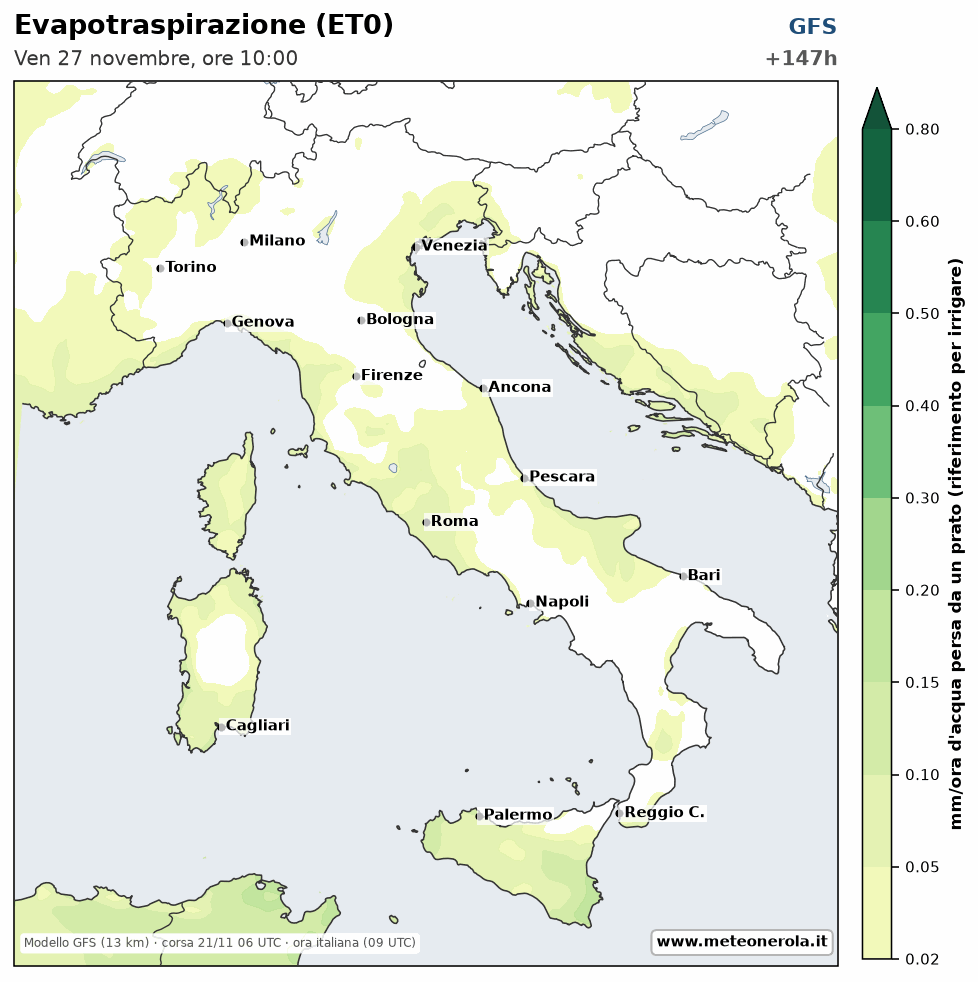 Evapotraspirazione (ET0)
GFS
Ven 27 novembre, ore 10:00
+147h
0.80
0.60
0.50
0.40
0.30
0.20
0.15
0.10
0.05
0.02
mm/ora d'acqua persa da un prato (riferimento per irrigare)
Milano
Venezia
Torino
Genova
Bologna
Firenze
Ancona
Pescara
Roma
Bari
Napoli
Cagliari
Palermo
Reggio C.
Modello GFS (13 km) · corsa 21/11 06 UTC · ora italiana (09 UTC)
www.meteonerola.it